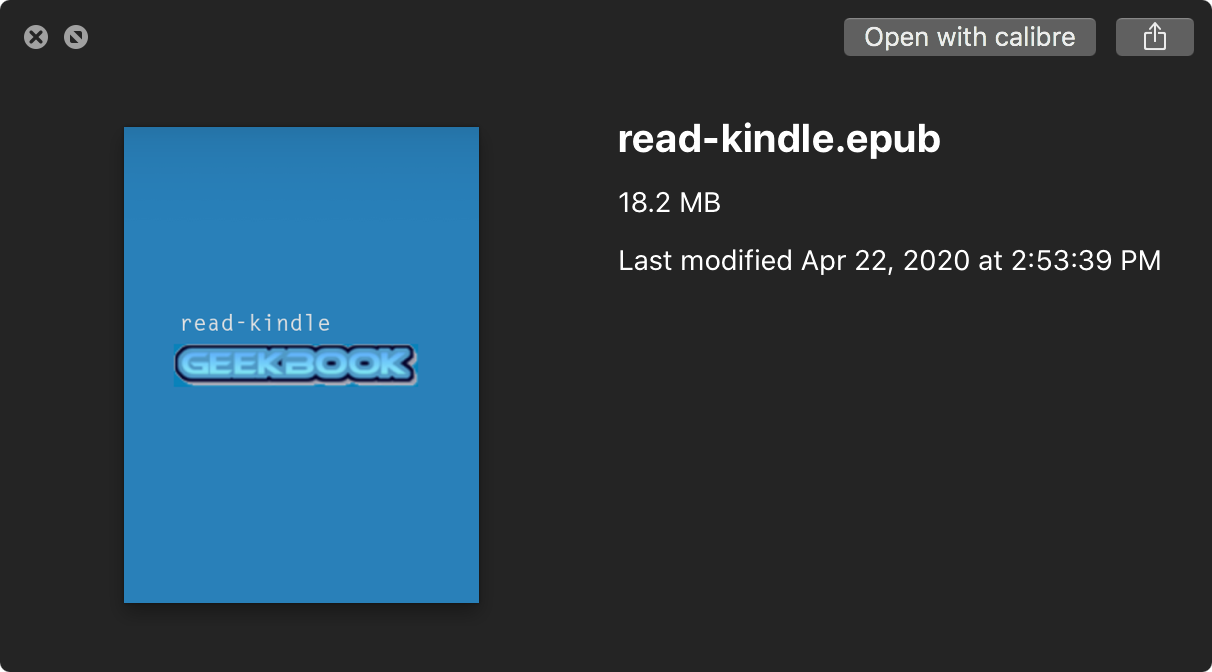 Open with calibre
read-kindle.epub
18.2 MB
Last modified Apr 22, 2020 at 2:53:39 PM
read-kindle
GEEKBOOK